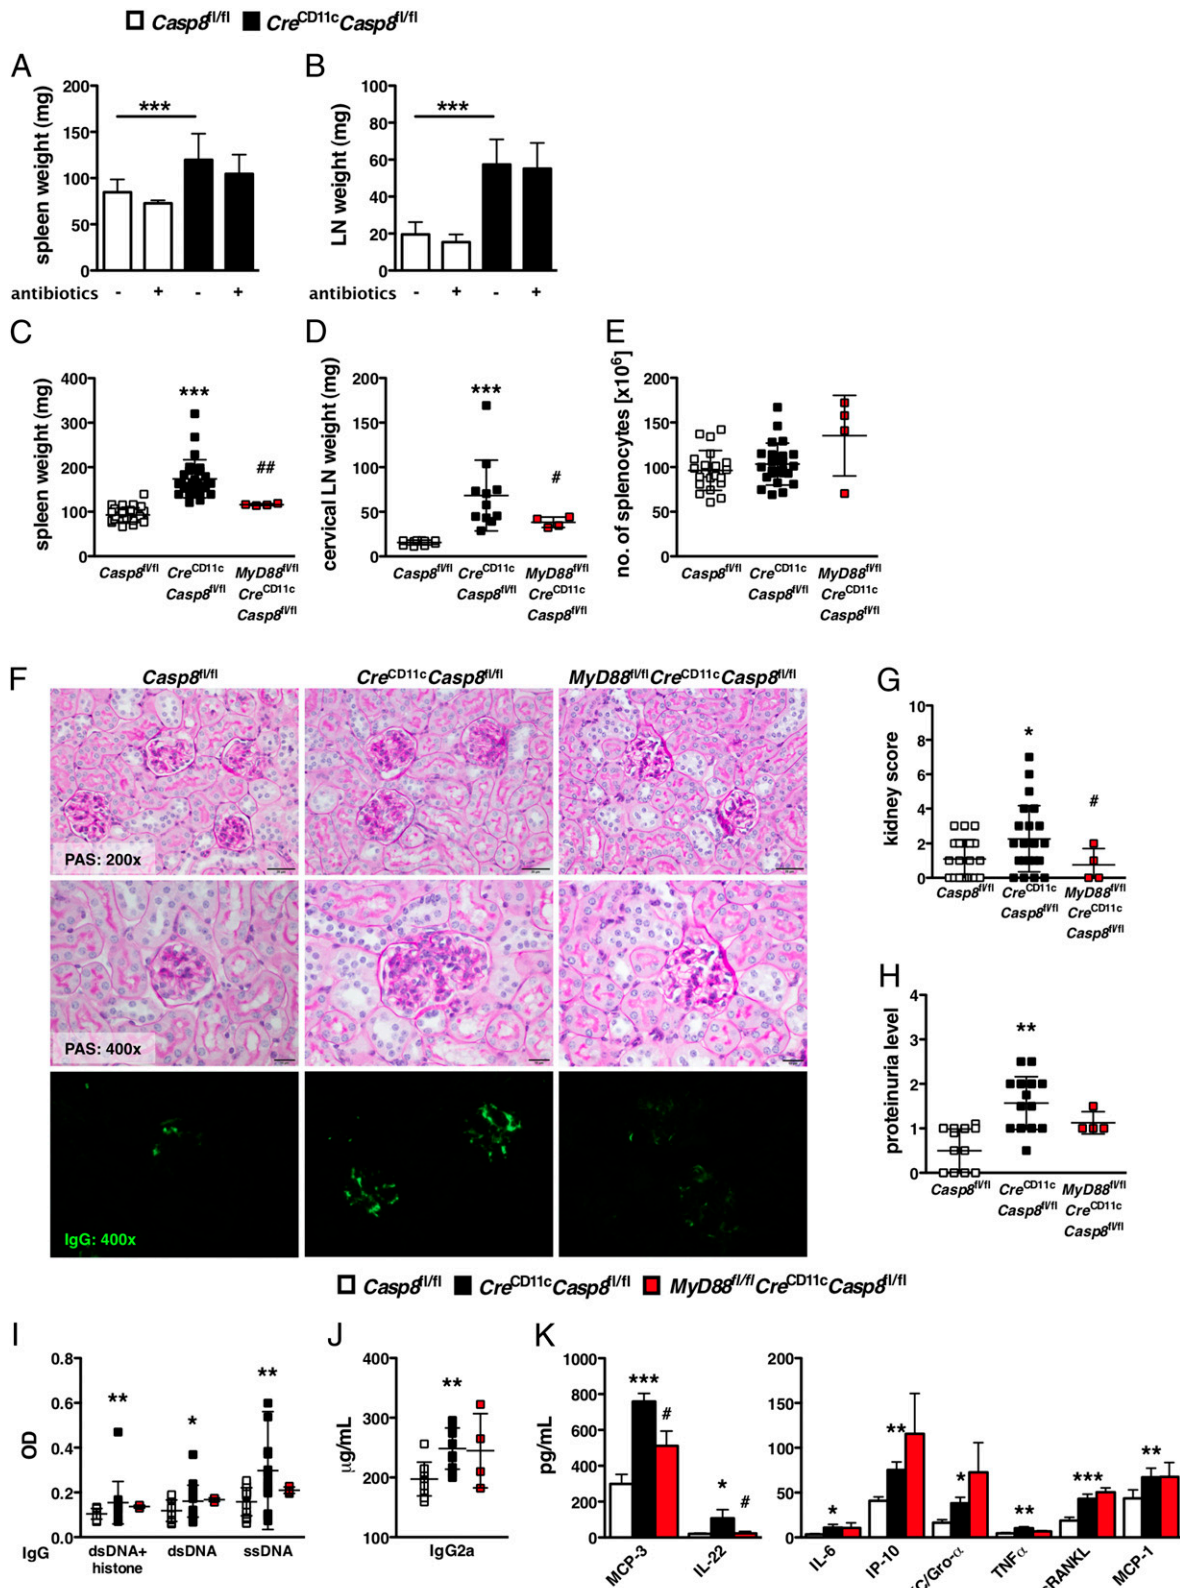 Casp8fl/fl CreCD11cCasp8fl/fl
A B
spleen weight (mg)
200
150
100
50
0
***
antibiotics - + - +
LN weight (mg)
100
80
60
40
20
0
***
antibiotics - + - +
C D E
spleen weight (mg)
400
300
200
100
0
***
##
Casp8fl/fl CreCD11c MyD88fl/fl
Casp8fl/fl CreCD11c
Casp8fl/fl
cervical LN weight (mg)
200
150
100
50
0
***
#
Casp8fl/fl CreCD11c MyD88fl/fl
Casp8fl/fl CreCD11c
Casp8fl/fl
no. of splenocytes [x10⁶]
200
150
100
50
0
Casp8fl/fl CreCD11c MyD88fl/fl
Casp8fl/fl CreCD11c
Casp8fl/fl
F
Casp8fl/fl CreCD11cCasp8fl/fl MyD88fl/flCreCD11cCasp8fl/fl
PAS: 200x
PAS: 400x
IgG: 400x
G
kidney score
10
8
6
4
2
0
*
#
Casp8fl/fl CreCD11c MyD88fl/fl
Casp8fl/fl CreCD11c
Casp8fl/fl
H
proteinuria level
4
3
2
1
0
**
Casp8fl/fl CreCD11c MyD88fl/fl
Casp8fl/fl CreCD11c
Casp8fl/fl
Casp8fl/fl CreCD11cCasp8fl/fl MyD88fl/flCreCD11cCasp8fl/fl
I J K
OD
0.8
0.6
0.4
0.2
0.0
** * **
IgG dsDNA+ dsDNA ssDNA
histone
µg/mL
400
300
200
100
**
IgG2a
pg/mL
1000
800
600
400
200
0
*** # * #
MCP-3 IL-22
200
150
100
50
0
* ** * ** *** **
IL-6 IP-10 C/Gro-α TNFα RANKL MCP-1